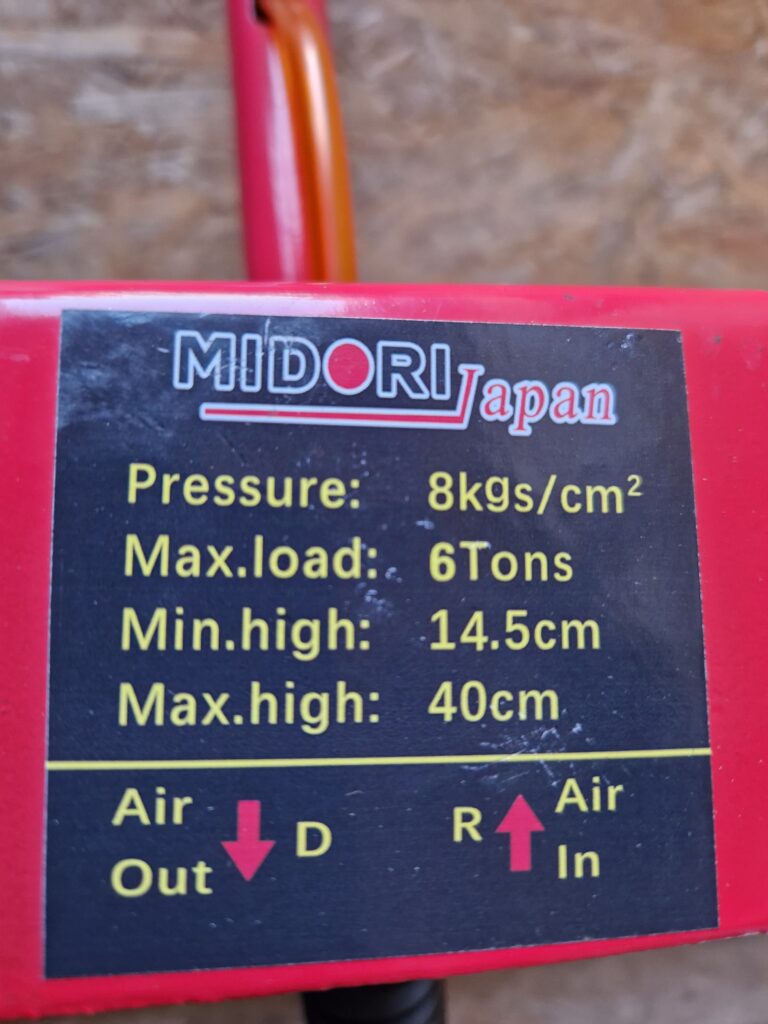 MIDORI Japan
Pressure: 8kgs/cm²
Max.load: 6Tons
Min.high: 14.5cm
Max.high: 40cm
Air Out D
R Air In